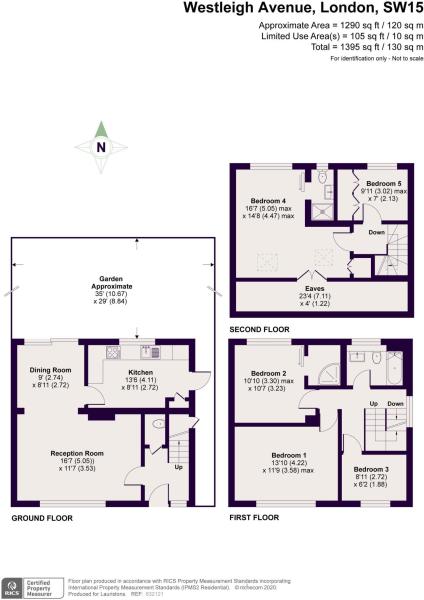 Westleigh Avenue, London, SW15
Approximate Area = 1290 sq ft / 120 sq m
Limited Use Area(s) = 105 sq ft / 10 sq m
Total = 1395 sq ft / 130 sq m
For identification only - Not to scale
N
Bedroom 4
16'7 (5.05) max
x 14'8 (4.47) max
Bedroom 5
9'11 (3.02) max
x 7' (2.13)
Down
Eaves
23'4 (7.11)
x 4' (1.22)
SECOND FLOOR
Garden
Approximate
35' (10.67)
x 29' (8.84)
Dining Room
9' (2.74)
x 8'11 (2.72)
Kitchen
13'6 (4.11)
x 8'11 (2.72)
Reception Room
16'7 (5.05))
x 11'7 (3.53)
Up
GROUND FLOOR
Bedroom 2
10'10 (3.30) max
x 10'7 (3.23)
Up
Down
Bedroom 1
13'10 (4.22)
x 11'9 (3.58) max
Bedroom 3
8'11 (2.72)
x 6'2 (1.88)
FIRST FLOOR
RICS
Certified
Property
Measurer
Floor plan produced in accordance with RICS Property Measurement Standards incorporating
International Property Measurement Standards (IPMS2 Residential). © nichecom 2020.
Produced for Lauristons. REF: 632121